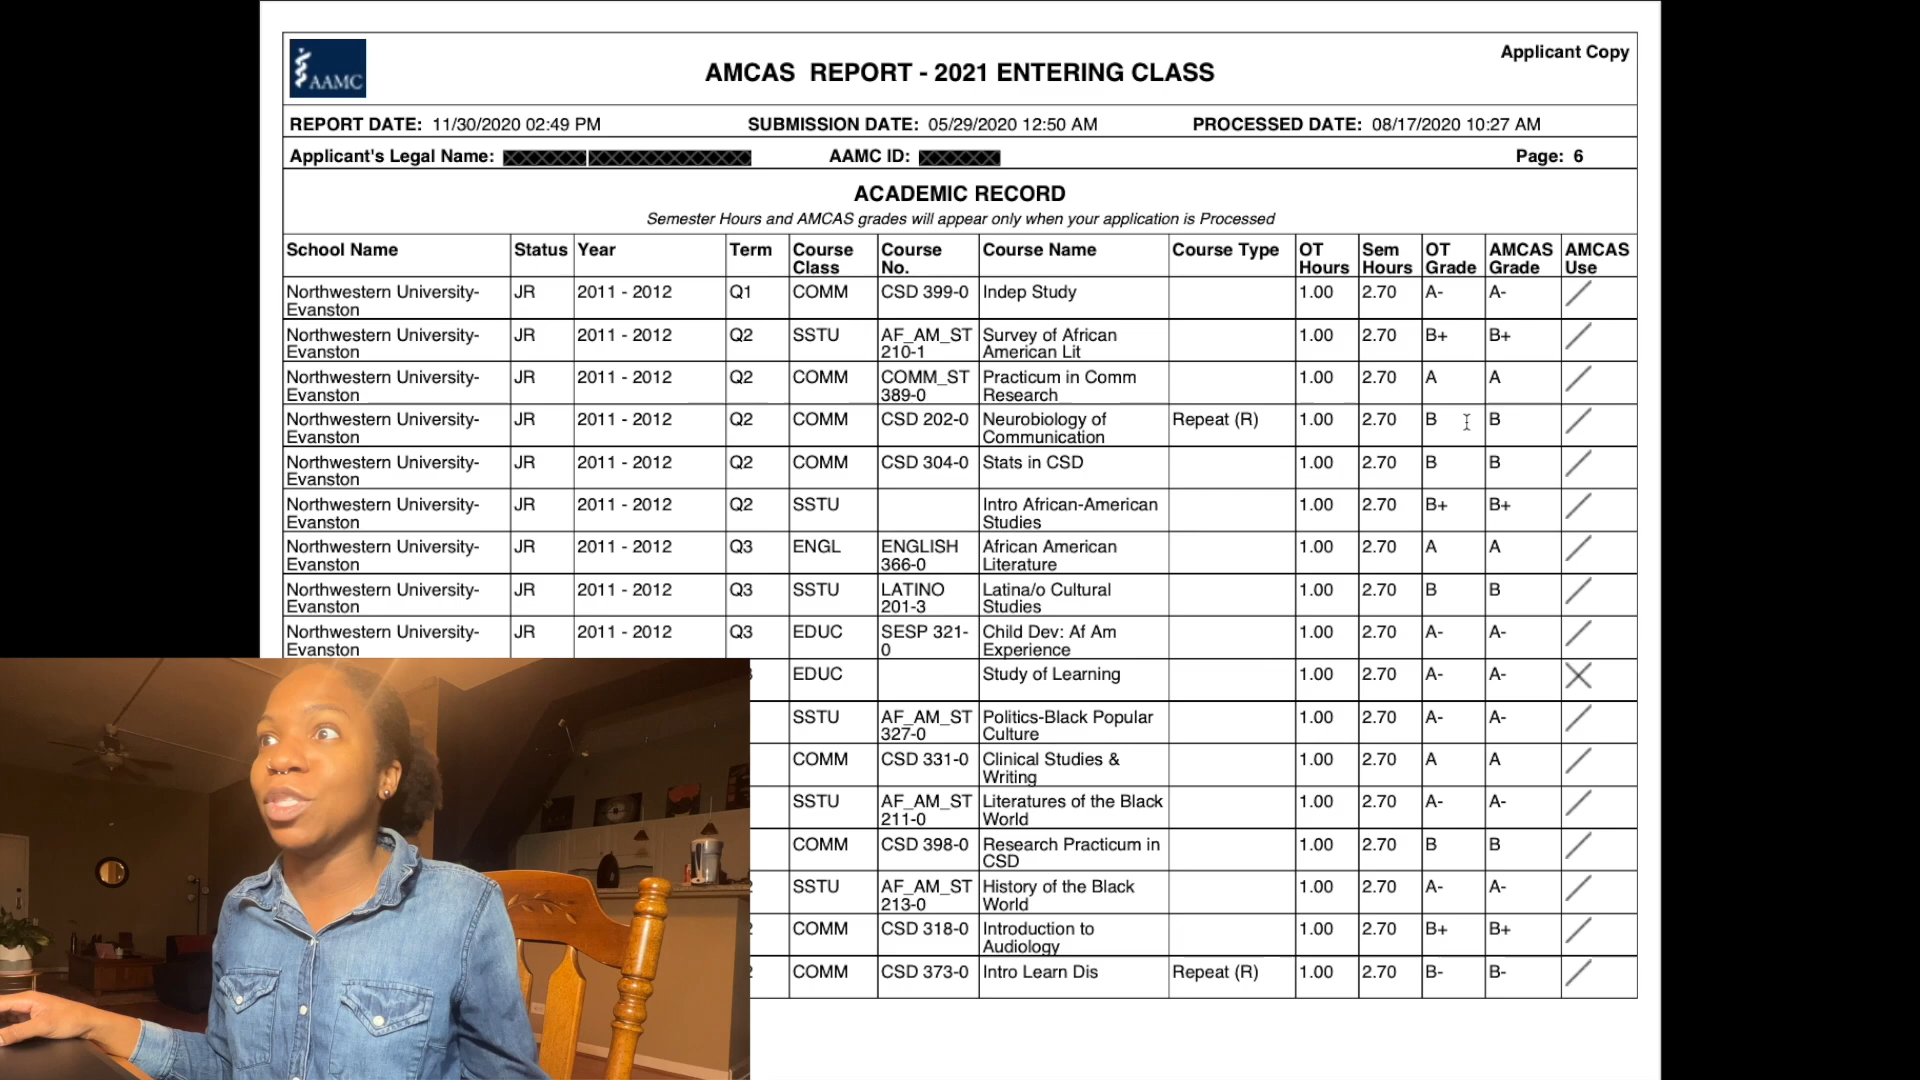 AAMC
AMCAS REPORT - 2021 ENTERING CLASS
Applicant Copy
REPORT DATE: 11/30/2020 02:49 PM SUBMISSION DATE: 05/29/2020 12:50 AM PROCESSED DATE: 08/17/2020 10:27 AM
Applicant's Legal Name: AAMC ID: Page: 6
ACADEMIC RECORD
Semester Hours and AMCAS grades will appear only when your application is Processed
School Name Status Year Term Course Course Course Name Course Type OT Sem OT AMCAS AMCAS
Class No. Hours Hours Grade Grade Use
Northwestern University- JR 2011 - 2012 Q1 COMM CSD 399-0 Indep Study 1.00 2.70 A- A-
Evanston
Northwestern University- JR 2011 - 2012 Q2 SSTU AF_AM_ST Survey of African 1.00 2.70 B+ B+
Evanston 210-1 American Lit
Northwestern University- JR 2011 - 2012 Q2 COMM COMM_ST Practicum in Comm 1.00 2.70 A A
Evanston 389-0 Research
Northwestern University- JR 2011 - 2012 Q2 COMM CSD 202-0 Neurobiology of Repeat (R) 1.00 2.70 B B
Evanston Communication
Northwestern University- JR 2011 - 2012 Q2 COMM CSD 304-0 Stats in CSD 1.00 2.70 B B
Evanston
Northwestern University- JR 2011 - 2012 Q2 SSTU Intro African-American 1.00 2.70 B+ B+
Evanston Studies
Northwestern University- JR 2011 - 2012 Q3 ENGL ENGLISH African American 1.00 2.70 A A
Evanston 366-0 Literature
Northwestern University- JR 2011 - 2012 Q3 SSTU LATINO Latina/o Cultural 1.00 2.70 B B
Evanston 201-3 Studies
Northwestern University- JR 2011 - 2012 Q3 EDUC SESP 321- Child Dev: Af Am 1.00 2.70 A- A-
Evanston 0 Experience
EDUC Study of Learning 1.00 2.70 A- A-
SSTU AF_AM_ST Politics-Black Popular 1.00 2.70 A- A-
327-0 Culture
COMM CSD 331-0 Clinical Studies & 1.00 2.70 A A
Writing
SSTU AF_AM_ST Literatures of the Black 1.00 2.70 A- A-
211-0 World
COMM CSD 398-0 Research Practicum in 1.00 2.70 B B
CSD
SSTU AF_AM_ST History of the Black 1.00 2.70 A- A-
213-0 World
COMM CSD 318-0 Introduction to 1.00 2.70 B+ B+
Audiology
COMM CSD 373-0 Intro Learn Dis Repeat (R) 1.00 2.70 B- B-